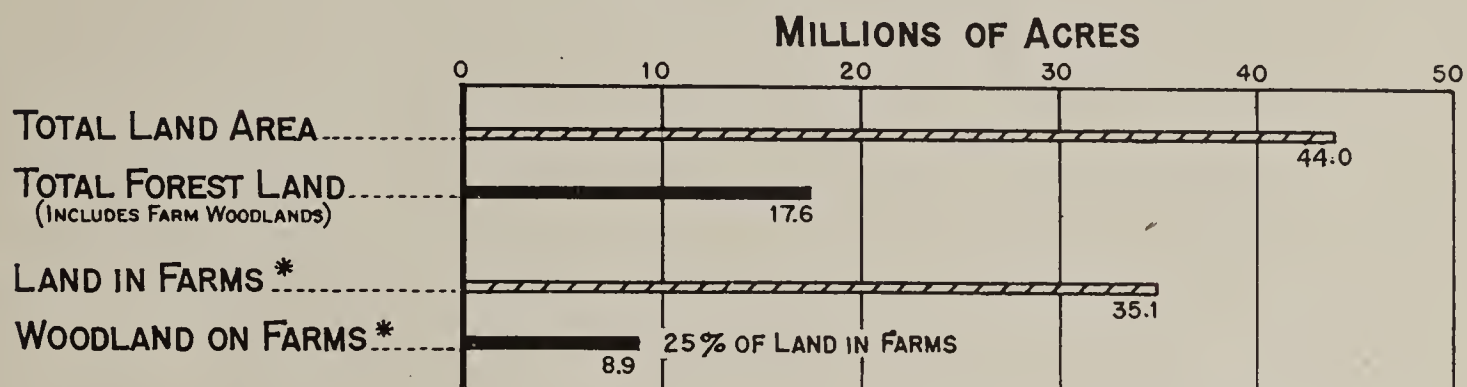 MILLIONS OF ACRES
0 10 20 30 40 50
TOTAL LAND AREA
44.0
TOTAL FOREST LAND
(INCLUDES FARM WOODLANDS)
17.6
LAND IN FARMS *
35.1
WOODLAND ON FARMS *
25% OF LAND IN FARMS
8.9